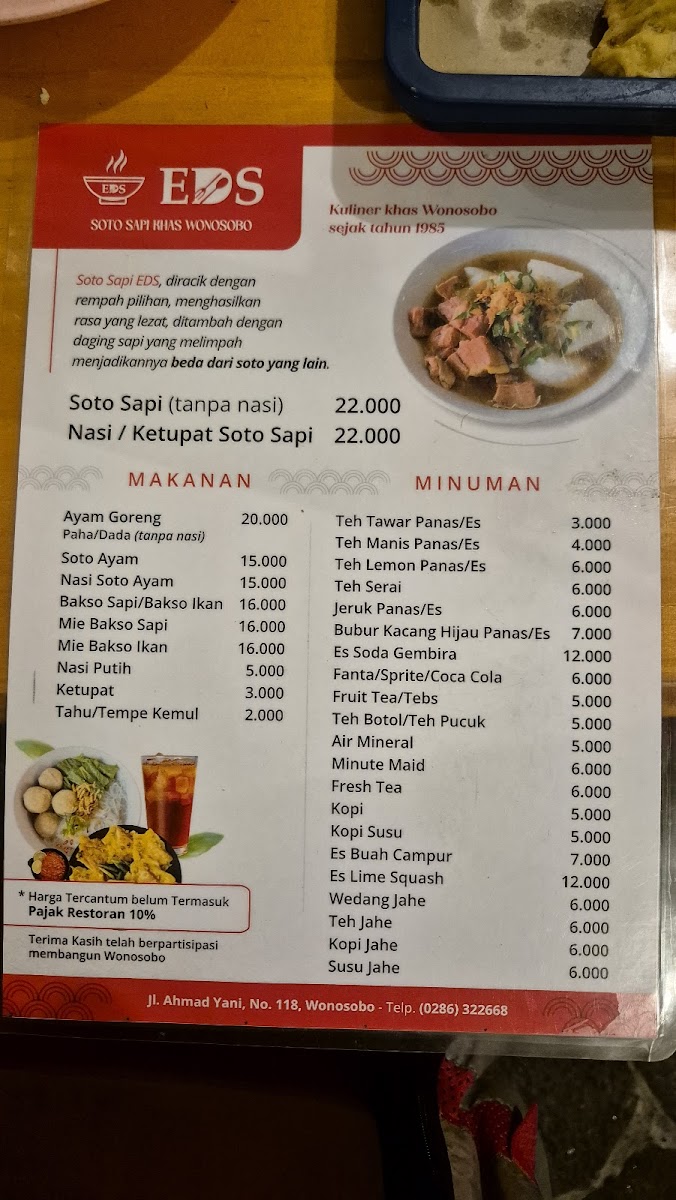 EDS
EDS
SOTO SAPI KHAS WONOSOBO
Kuliner khas Wonosobo
sejak tahun 1985
Soto Sapi EDS, diracik dengan
rempah pilihan, menghasilkan
rasa yang lezat, ditambah dengan
daging sapi yang melimpah
menjadikannya beda dari soto yang lain.
Soto Sapi (tanpa nasi) 22.000
Nasi / Ketupat Soto Sapi 22.000
MAKANAN
Ayam Goreng 20.000
Paha/Dada (tanpa nasi)
Soto Ayam 15.000
Nasi Soto Ayam 15.000
Bakso Sapi/Bakso Ikan 16.000
Mie Bakso Sapi 16.000
Mie Bakso Ikan 16.000
Nasi Putih 5.000
Ketupat 3.000
Tahu/Tempe Kemul 2.000
MINUMAN
Teh Tawar Panas/Es 3.000
Teh Manis Panas/Es 4.000
Teh Lemon Panas/Es 6.000
Teh Serai 6.000
Jeruk Panas/Es 6.000
Bubur Kacang Hijau Panas/Es 7.000
Es Soda Gembira 12.000
Fanta/Sprite/Coca Cola 6.000
Fruit Tea/Tebs 5.000
Teh Botol/Teh Pucuk 5.000
Air Mineral 5.000
Minute Maid 6.000
Fresh Tea 6.000
Kopi 5.000
Kopi Susu 5.000
Es Buah Campur 7.000
Es Lime Squash 12.000
Wedang Jahe 6.000
Teh Jahe 6.000
Kopi Jahe 6.000
Susu Jahe 6.000
* Harga Tercantum belum Termasuk
Pajak Restoran 10%
Terima Kasih telah berpartisipasi
membangun Wonosobo
Jl. Ahmad Yani, No. 118, Wonosobo - Telp. (0286) 322668